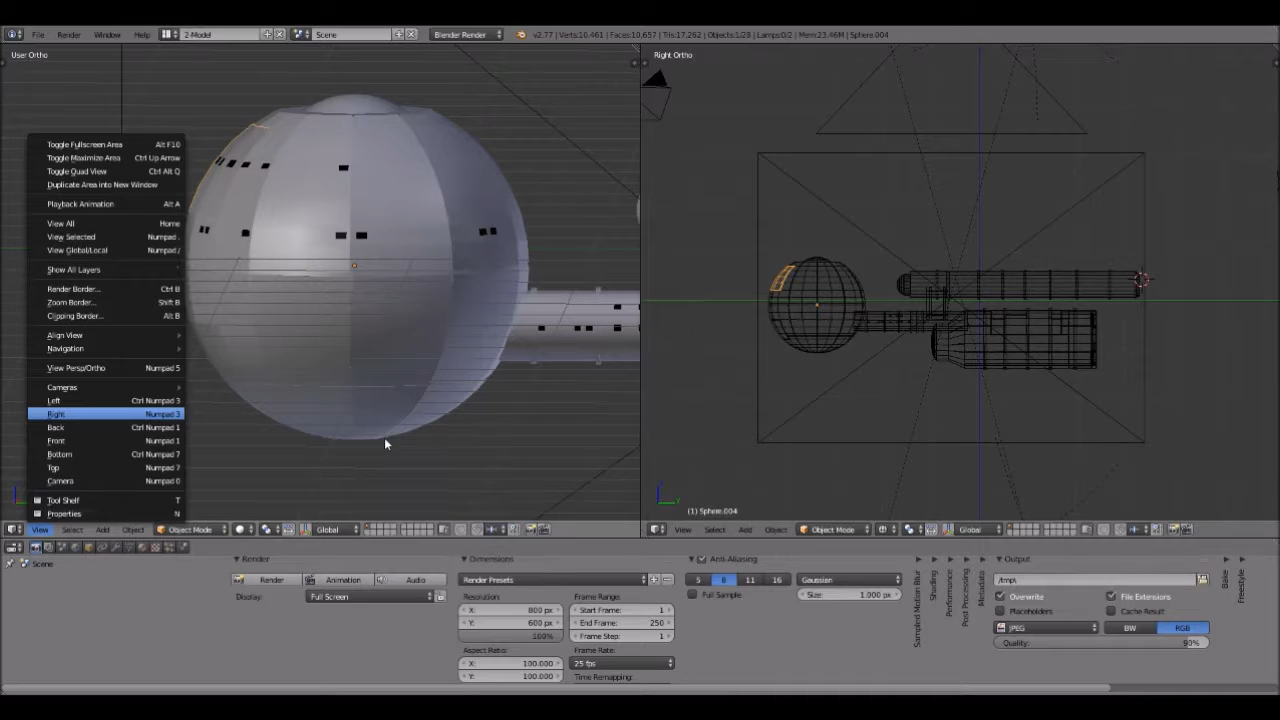 File Render Window Help 2-Model Scene Blender Render v2.77 | Verts:10,461 | Faces:10,657 | Tris:17,262 | Objects:1/28 | Lamps:0/2 | Mem:23.46M | Sphere.004
User Ortho
Right Ortho
Toggle Fullscreen Area Alt F10
Toggle Maximize Area Ctrl Up Arrow
Toggle Quad View Ctrl Alt Q
Duplicate Area into New Window
Playback Animation Alt A
View All Home
View Selected Numpad .
View Global/Local Numpad /
Show All Layers `
Render Border... Ctrl B
Zoom Border... Shift B
Clipping Border... Alt B
Align View
Navigation
View Persp/Ortho Numpad 5
Cameras
Left Ctrl Numpad 3
Right Numpad 3
Back Ctrl Numpad 1
Front Numpad 1
Bottom Ctrl Numpad 7
Top Numpad 7
Camera Numpad 0
Tool Shelf T
Properties N
(1) Sphere.004
View Select Add Object Object Mode Global
View Select Add Object Object Mode Global
Scene
Render
Render Animation Audio
Display: Full Screen
Dimensions
Render Presets
Resolution:
X: 800 px
Y: 600 px
100%
Aspect Ratio:
X: 100.000
Y: 100.000
Frame Range:
Start Frame: 1
End Frame: 250
Frame Step: 1
Frame Rate:
25 fps
Time Remapping:
Anti-Aliasing
5 8 11 16
Full Sample
Gaussian
Size: 1.000 px
Sampled Motion Blur
Shading
Performance
Post Processing
Metadata
Output
/tmp\
Overwrite File Extensions
Placeholders Cache Result
JPEG BW RGB
Quality: 90%
Bake
Freestyle